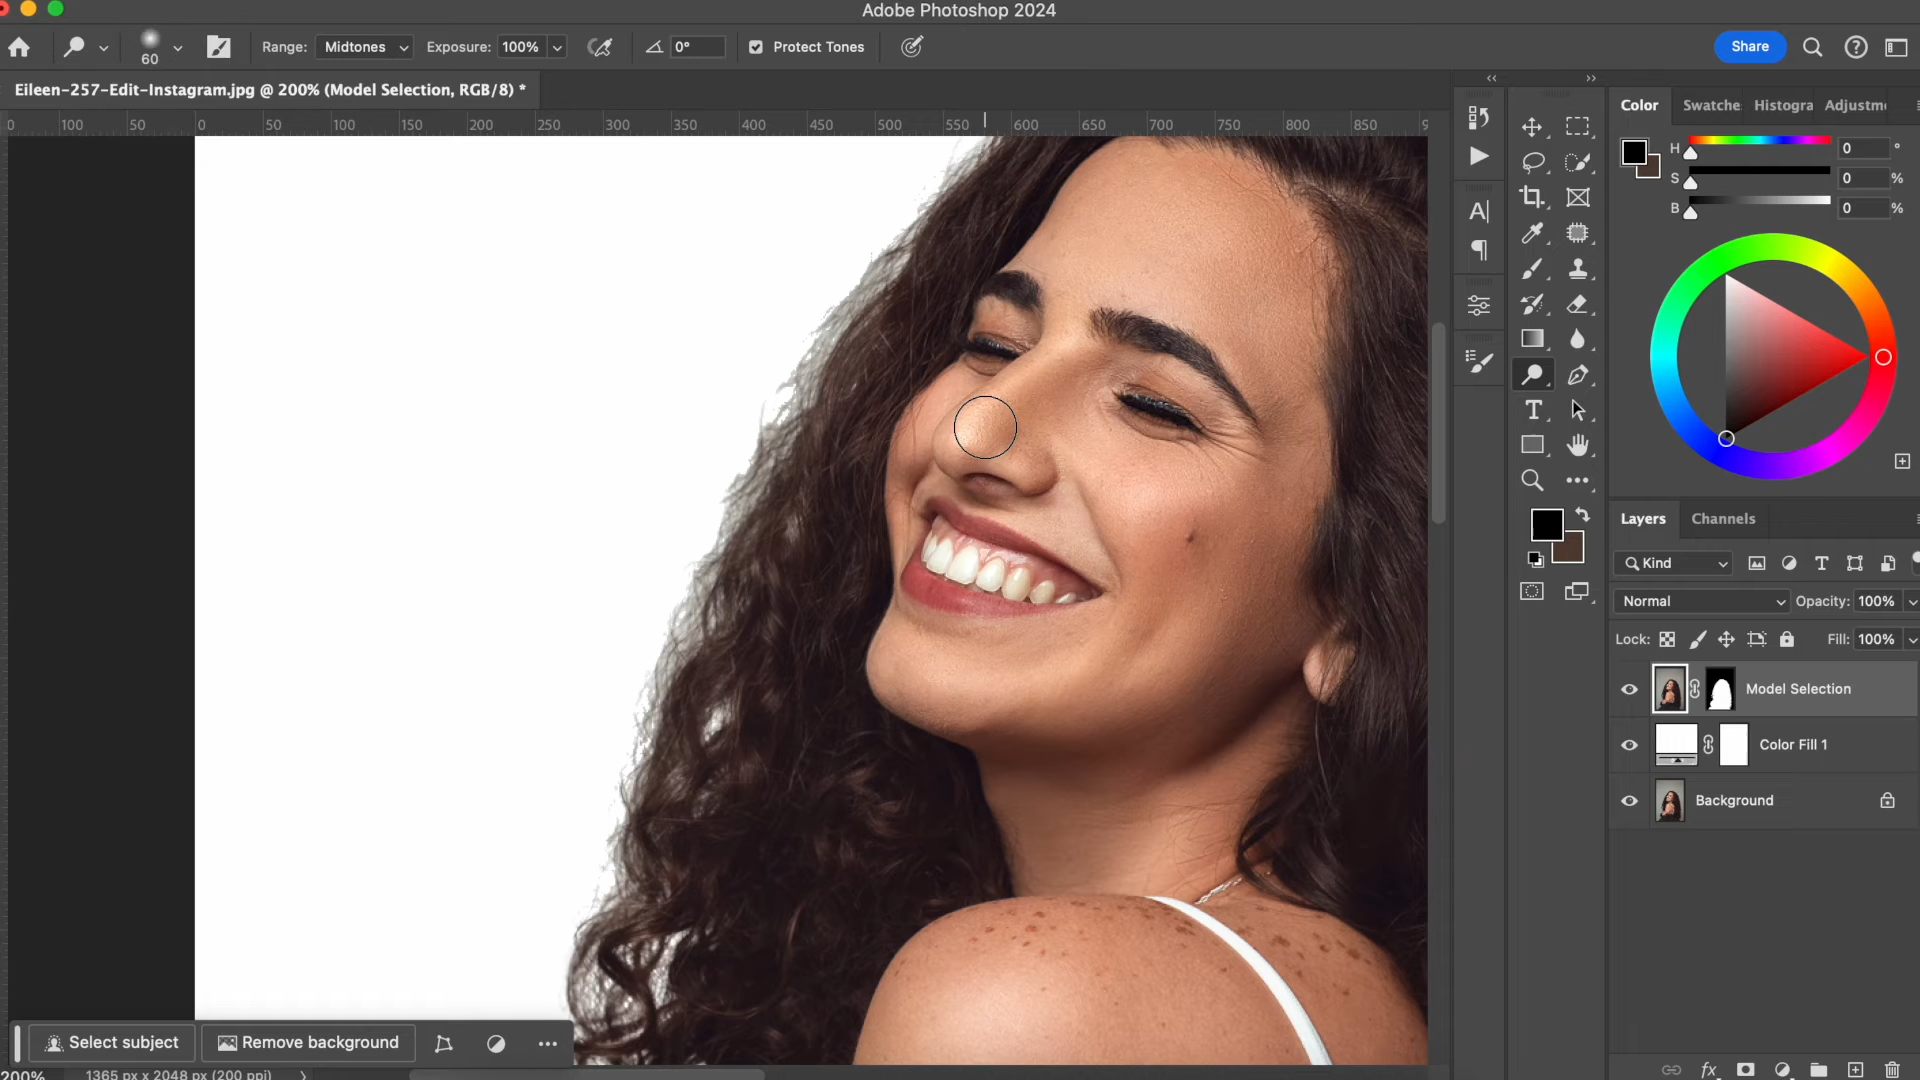 Adobe Photoshop 2024
60
Range: Midtones Exposure: 100% 0° Protect Tones Share
Eileen-257-Edit-Instagram.jpg @ 200% (Model Selection, RGB/8) *
0 100 50 0 50 100 150 200 250 300 350 400 450 500 550 600 650 700 750 800 850 9
Color Swatche Histogra Adjustm
H 0 °
S 0 %
B 0 %
Layers Channels
Kind
Normal Opacity: 100%
Lock: Fill: 100%
Model Selection
Color Fill 1
Background
Select subject Remove background
200% 1365 px x 2048 px (200 ppi)